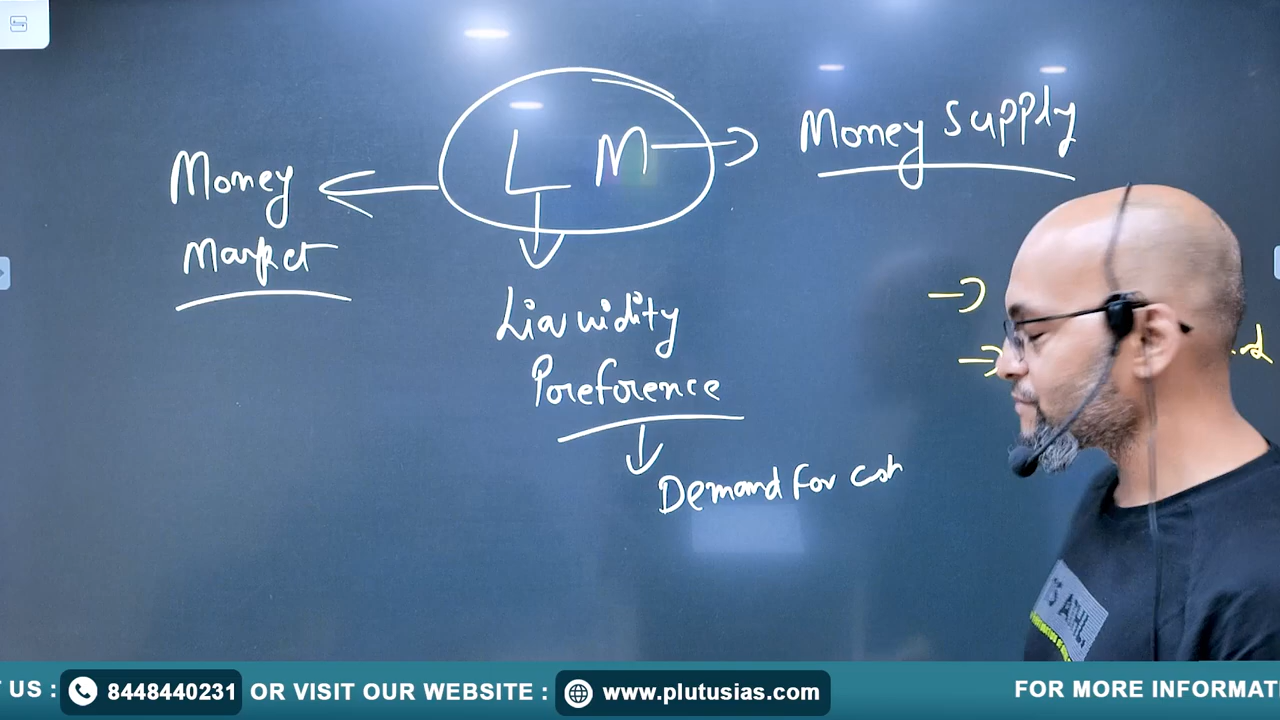 L M
Money Supply
Money
Market
Liquidity
Preference
Demand for cash
T US :
8448440231
OR VISIT OUR WEBSITE :
www.plutusias.com
FOR MORE INFORMAT